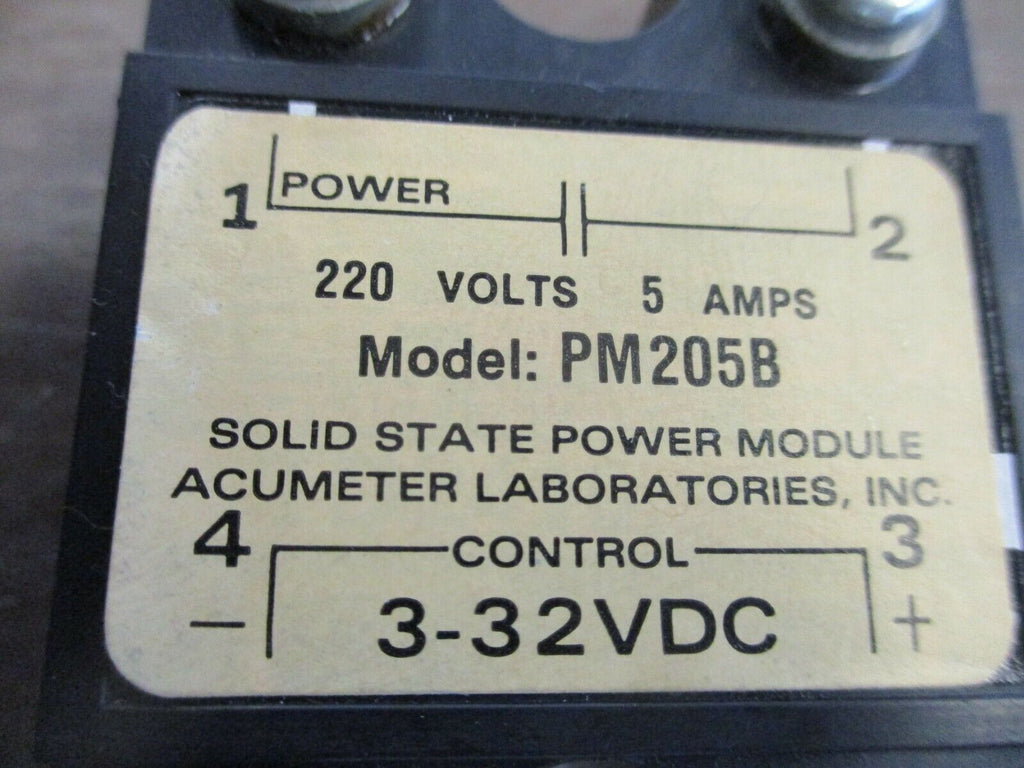 POWER
1 2
220 VOLTS 5 AMPS
Model: PM205B
SOLID STATE POWER MODULE
ACUMETER LABORATORIES, INC.
4 CONTROL 3
− 3-32VDC +